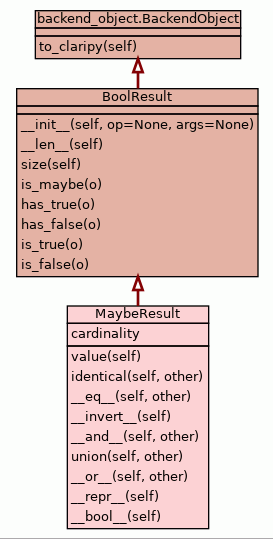 backend_object.BackendObject
to_claripy(self)
BoolResult
__init__(self, op=None, args=None)
__len__(self)
size(self)
is_maybe(o)
has_true(o)
has_false(o)
is_true(o)
is_false(o)
MaybeResult
cardinality
value(self)
identical(self, other)
__eq__(self, other)
__invert__(self)
__and__(self, other)
union(self, other)
__or__(self, other)
__repr__(self)
__bool__(self)